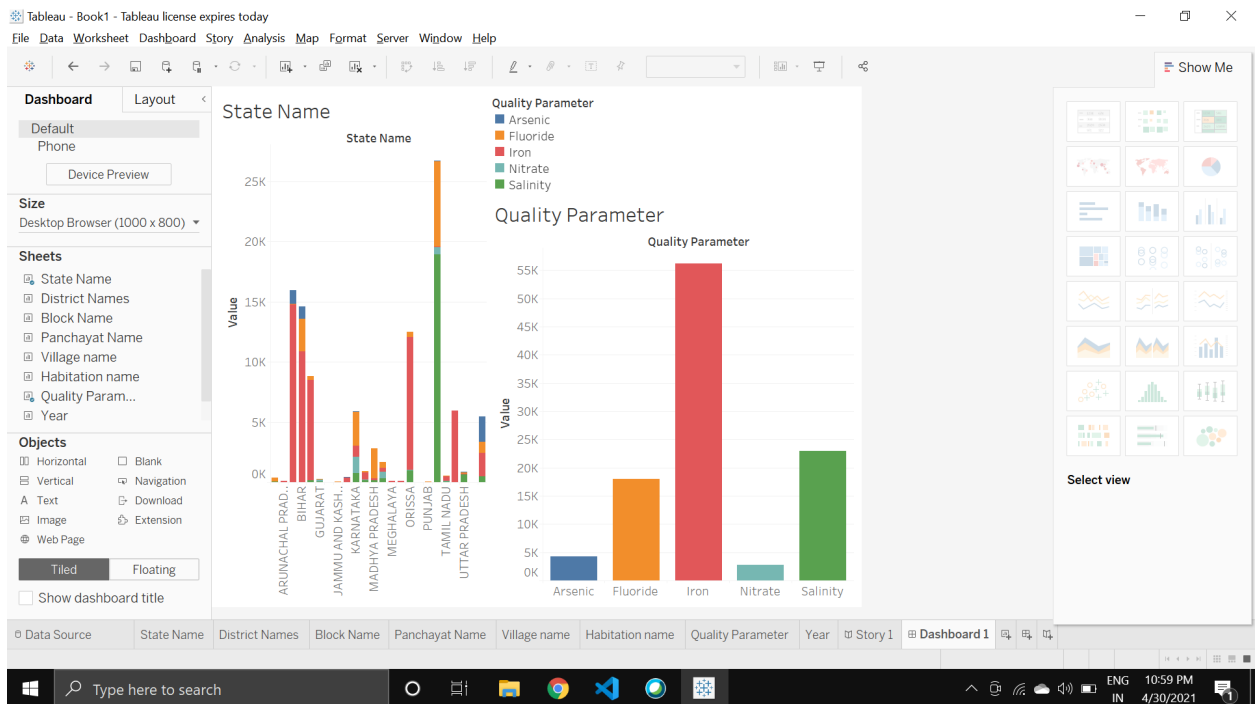 Tableau - Book1 - Tableau license expires today
File Data Worksheet Dashboard Story Analysis Map Format Server Window Help
Show Me
Dashboard Layout <
Default
Phone
Device Preview
Size
Desktop Browser (1000 x 800)
Sheets
State Name
District Names
Block Name
Panchayat Name
Village name
Habitation name
Quality Param...
Year
Objects
Horizontal Blank
Vertical Navigation
A Text Download
Image Extension
Web Page
Tiled Floating
Show dashboard title
State Name
State Name
Value
25K
20K
15K
10K
5K
0K
ARUNACHAL PRAD..
BIHAR
GUJARAT
JAMMU AND KASH..
KARNATAKA
MADHYA PRADESH
MEGHALAYA
ORISSA
PUNJAB
TAMIL NADU
UTTAR PRADESH
Quality Parameter
Arsenic
Fluoride
Iron
Nitrate
Salinity
Quality Parameter
Quality Parameter
Value
55K
50K
45K
40K
35K
30K
25K
20K
15K
10K
5K
0K
Arsenic Fluoride Iron Nitrate Salinity
Select view
Data Source State Name District Names Block Name Panchayat Name Village name Habitation name Quality Parameter Year Story 1 Dashboard 1
Type here to search
ENG
IN
10:59 PM
4/30/2021
1